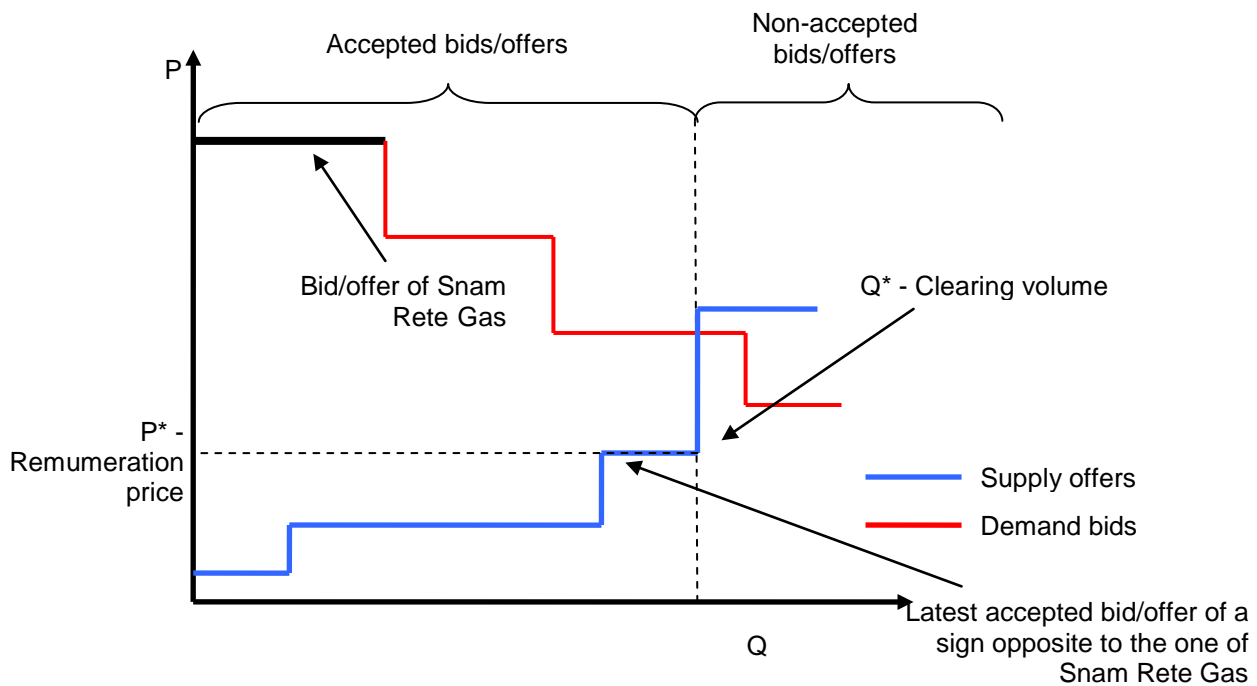 Accepted bids/offers
Non-accepted
bids/offers
P
Bid/offer of Snam
Rete Gas
Q* - Clearing volume
P* -
Remumeration
price
Supply offers
Demand bids
Latest accepted bid/offer of a
sign opposite to the one of
Snam Rete Gas
Q